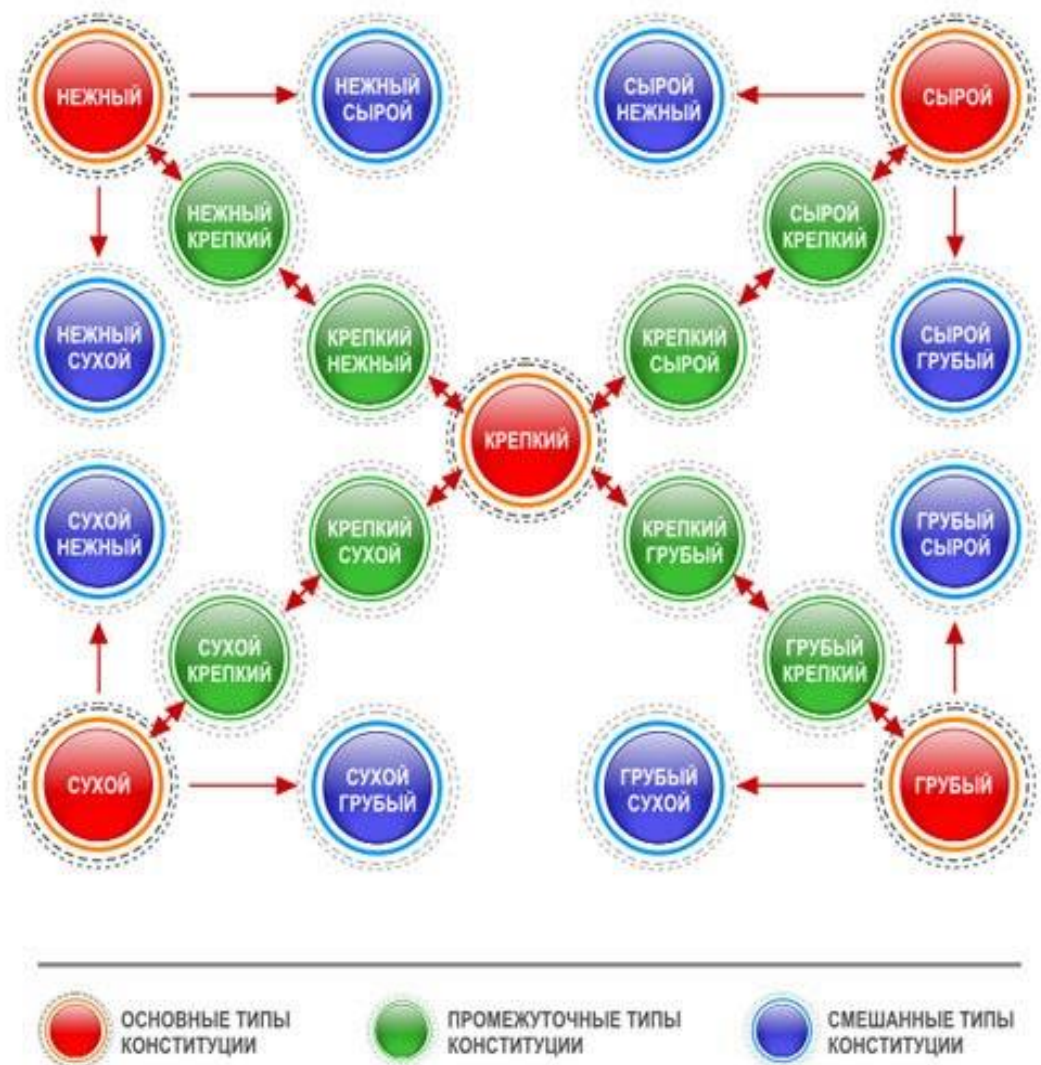 НЕЖНЫЙ
НЕЖНЫЙ
СЫРОЙ
СЫРОЙ
НЕЖНЫЙ
СЫРОЙ
НЕЖНЫЙ
КРЕПКИЙ
СЫРОЙ
КРЕПКИЙ
НЕЖНЫЙ
СУХОЙ
КРЕПКИЙ
НЕЖНЫЙ
КРЕПКИЙ
СЫРОЙ
СЫРОЙ
ГРУБЫЙ
КРЕПКИЙ
СУХОЙ
НЕЖНЫЙ
КРЕПКИЙ
СУХОЙ
КРЕПКИЙ
ГРУБЫЙ
ГРУБЫЙ
СЫРОЙ
СУХОЙ
КРЕПКИЙ
ГРУБЫЙ
КРЕПКИЙ
СУХОЙ
СУХОЙ
ГРУБЫЙ
ГРУБЫЙ
СУХОЙ
ГРУБЫЙ
ОСНОВНЫЕ ТИПЫ
КОНСТИТУЦИИ
ПРОМЕЖУТОЧНЫЕ ТИПЫ
КОНСТИТУЦИИ
СМЕШАННЫЕ ТИПЫ
КОНСТИТУЦИИ